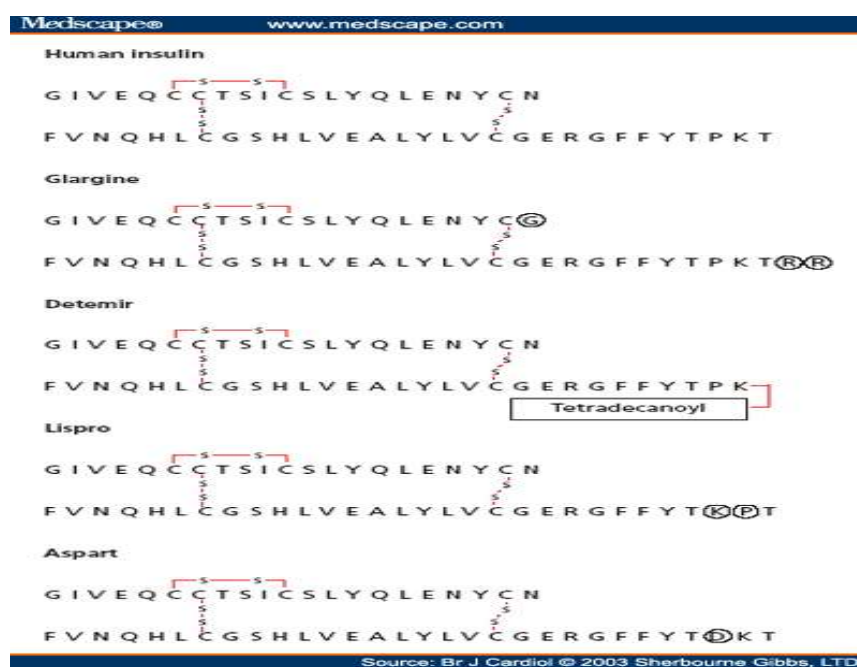 Medscape® www.medscape.com
Human insulin
S S
G I V E Q C C T S I C S L Y Q L E N Y C N
S S
S S
F V N Q H L C G S H L V E A L Y L V C G E R G F F Y T P K T
Glargine
S S
G I V E Q C C T S I C S L Y Q L E N Y C G
S S
S S
F V N Q H L C G S H L V E A L Y L V C G E R G F F Y T P K T R R
Detemir
S S
G I V E Q C C T S I C S L Y Q L E N Y C N
S S
S S
F V N Q H L C G S H L V E A L Y L V C G E R G F F Y T P K
Tetradecanoyl
Lispro
S S
G I V E Q C C T S I C S L Y Q L E N Y C N
S S
S S
F V N Q H L C G S H L V E A L Y L V C G E R G F F Y T K P T
Aspart
S S
G I V E Q C C T S I C S L Y Q L E N Y C N
S S
S S
F V N Q H L C G S H L V E A L Y L V C G E R G F F Y T D K T
Source: Br J Cardiol © 2003 Sherbourne Gibbs, LTD